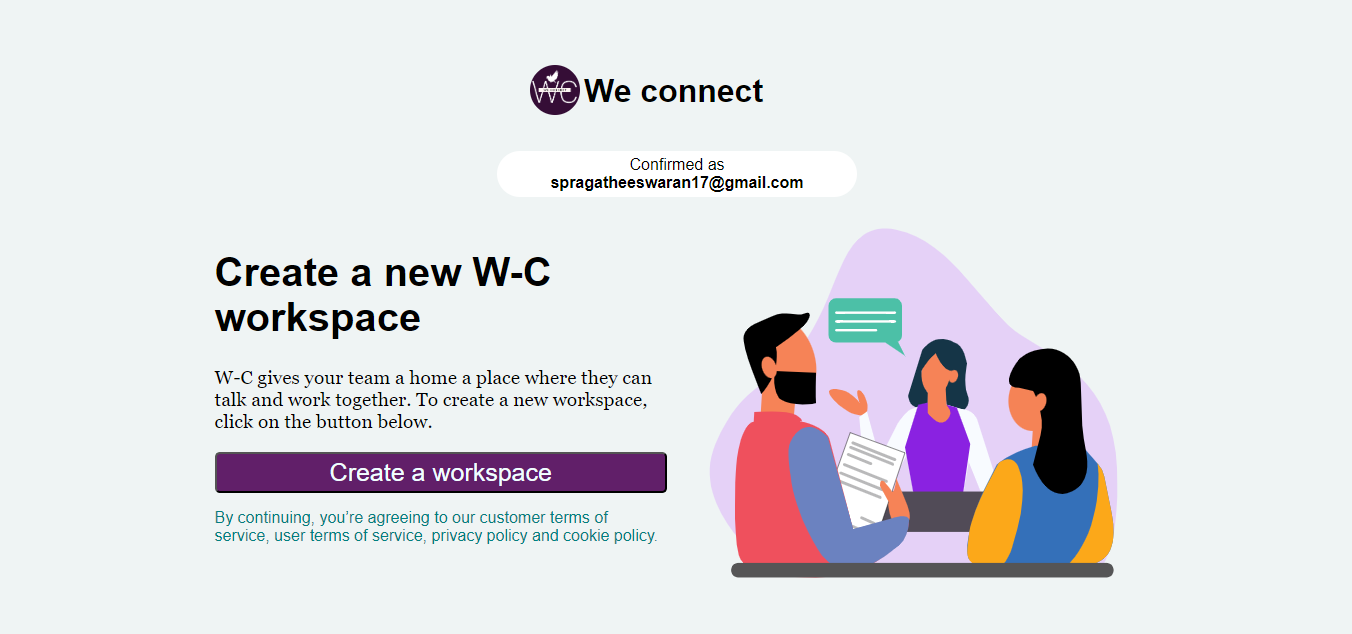 WC
We connect
Confirmed as
spragatheeswaran17@gmail.com
Create a new W-C
workspace
W-C gives your team a home a place where they can
talk and work together. To create a new workspace,
click on the button below.
Create a workspace
By continuing, you’re agreeing to our customer terms of
service, user terms of service, privacy policy and cookie policy.